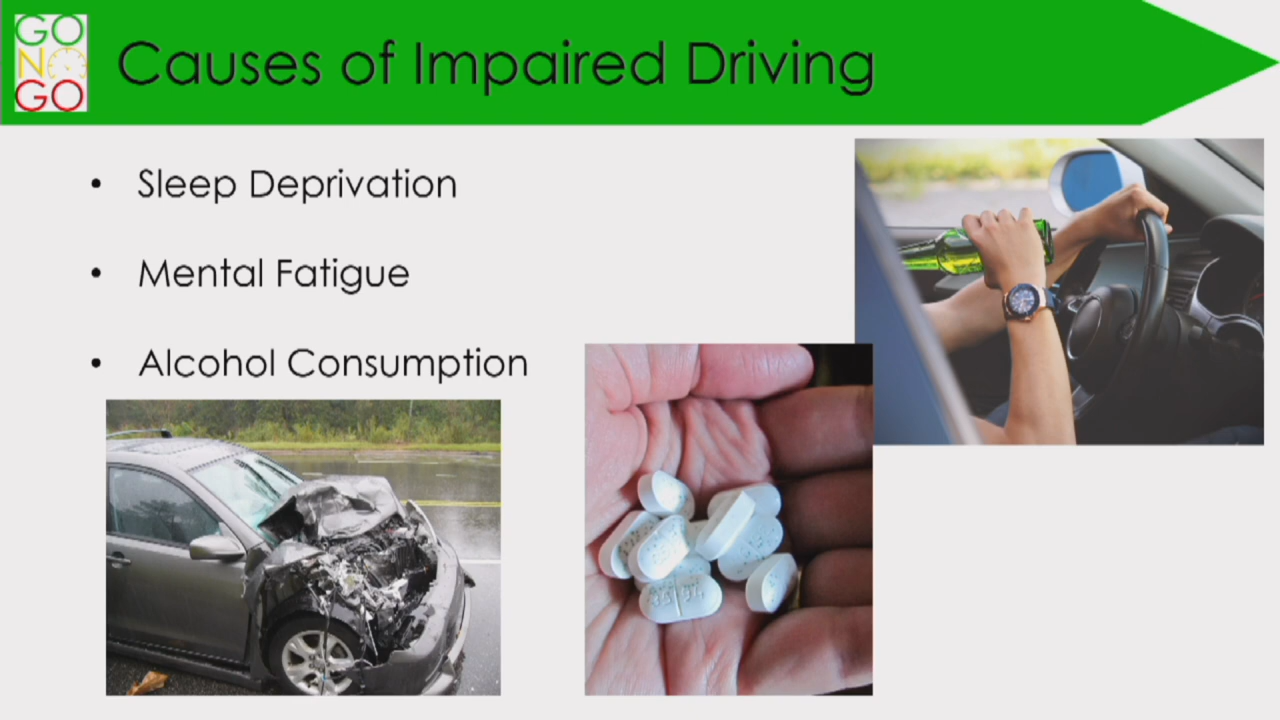 GO
NO
GO
Causes of Impaired Driving
• Sleep Deprivation
• Mental Fatigue
• Alcohol Consumption